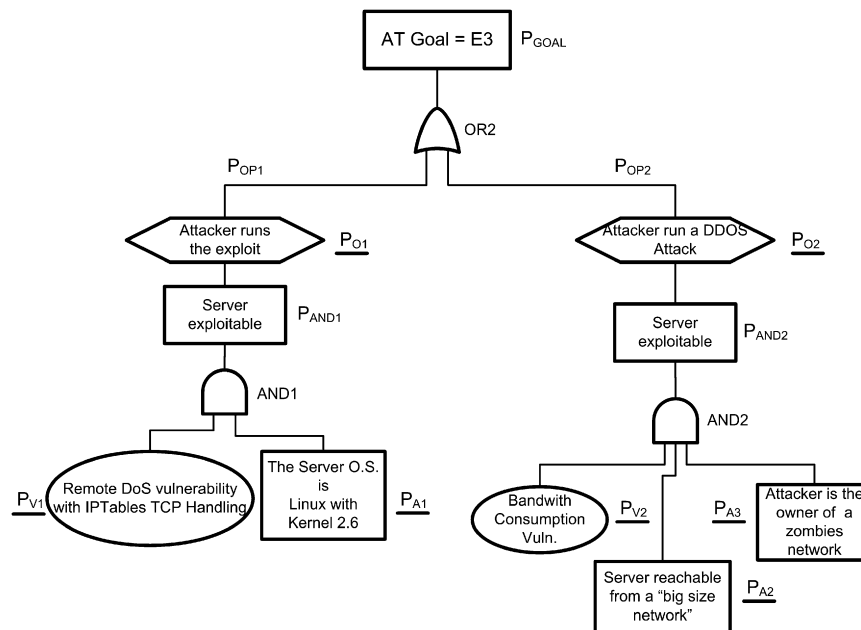 AT Goal = E3
PGOAL
OR2
POP1
POP2
Attacker runs
the exploit
PO1
Attacker run a DDOS
Attack
PO2
Server
exploitable
PAND1
Server
exploitable
PAND2
AND1
AND2
Remote DoS vulnerability
with IPTables TCP Handling
PV1
The Server O.S.
is
Linux with
Kernel 2.6
PA1
Bandwith
Consumption
Vuln.
PV2
PA3
Attacker is the
owner of a
zombies
network
Server reachable
from a “big size
network”
PA2